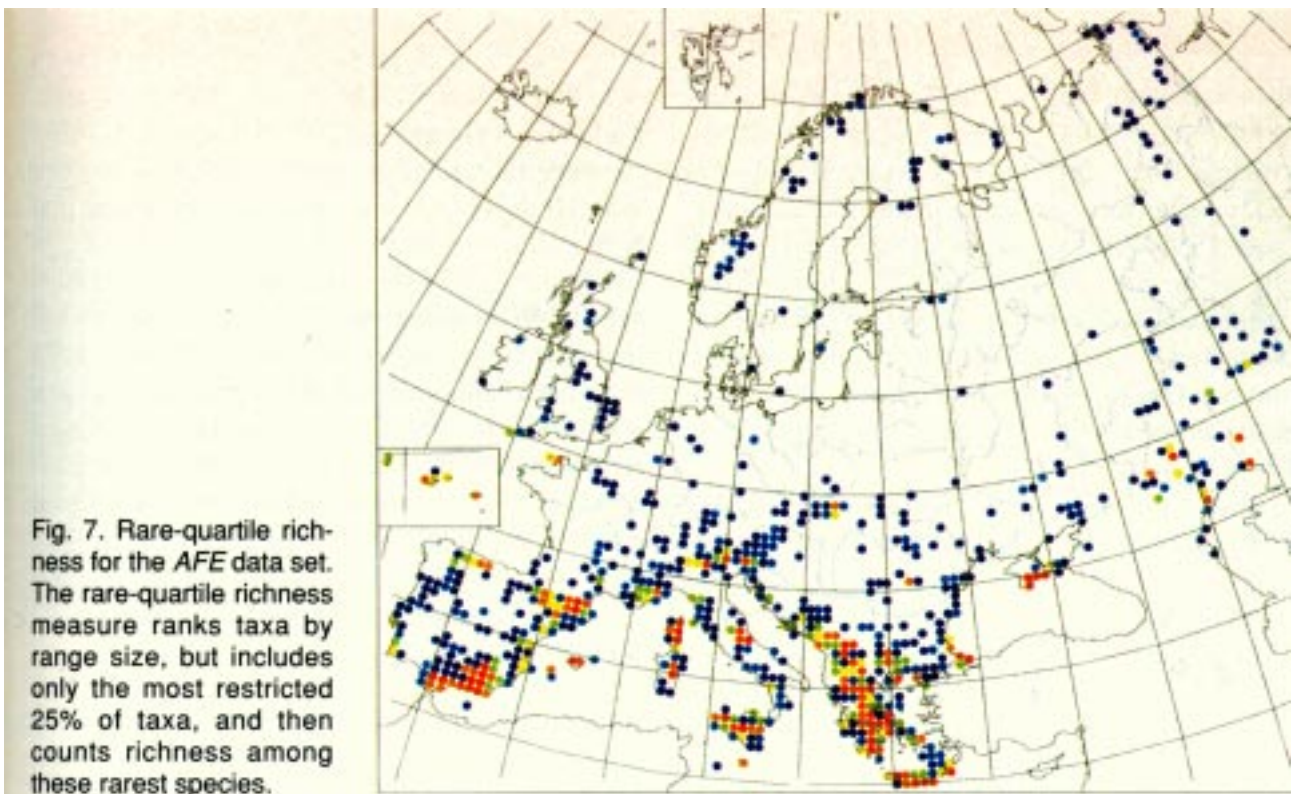 Fig. 7. Rare-quartile rich-
ness for the AFE data set.
The rare-quartile richness
measure ranks taxa by
range size, but includes
only the most restricted
25% of taxa, and then
counts richness among
these rarest species.